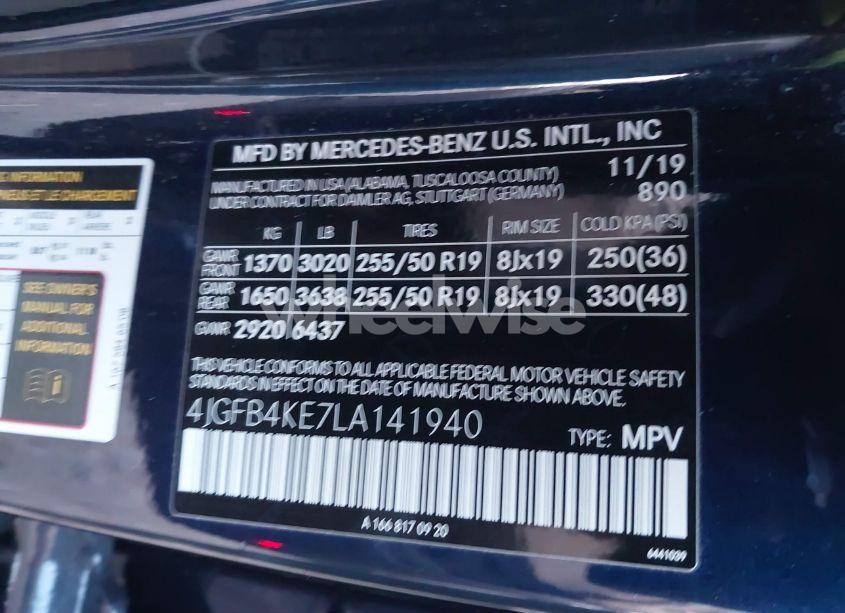 MFD BY MERCEDES-BENZ U.S. INTL., INC
MANUFACTURED IN USA (ALABAMA, TUSCALOOSA COUNTY) 11/19
UNDER CONTRACT FOR DAIMLER AG, STUTTGART (GERMANY) 890
KG LB TIRES RIM SIZE COLD KPA (PSI)
GAWR FRONT 1370 3020 255/50 R19 8Jx19 250(36)
GAWR REAR 1650 3638 255/50 R19 8Jx19 330(48)
GVWR 2920 6437
wheelwise
THIS VEHICLE CONFORMS TO ALL APPLICABLE FEDERAL MOTOR VEHICLE SAFETY
STANDARDS IN EFFECT ON THE DATE OF MANUFACTURE SHOWN ABOVE.
4JGFB4KE7LA141940
TYPE: MPV
A 166 817 09 20
6441039
INFORMATION
CHARGEMENT
SEE OWNER'S
MANUAL FOR
ADDITIONAL
INFORMATION